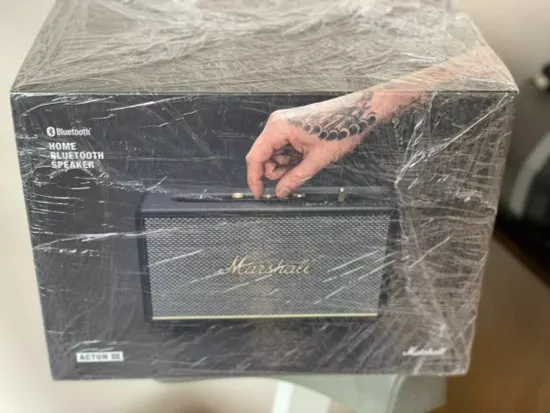 Bluetooth
HOME
BLUETOOTH
SPEAKER
Marshall
ACTON III
Marshall